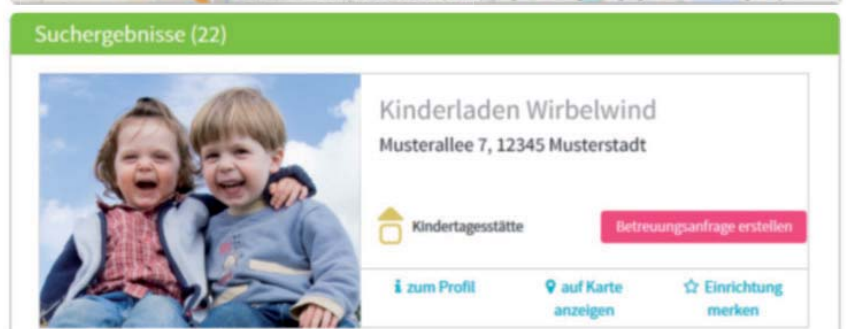 Suchergebnisse (22)
Kinderladen Wirbelwind
Musterallee 7, 12345 Musterstadt
Kindertagesstätte
Betreuungsanfrage erstellen
zum Profil
auf Karte
anzeigen
Einrichtung
merken